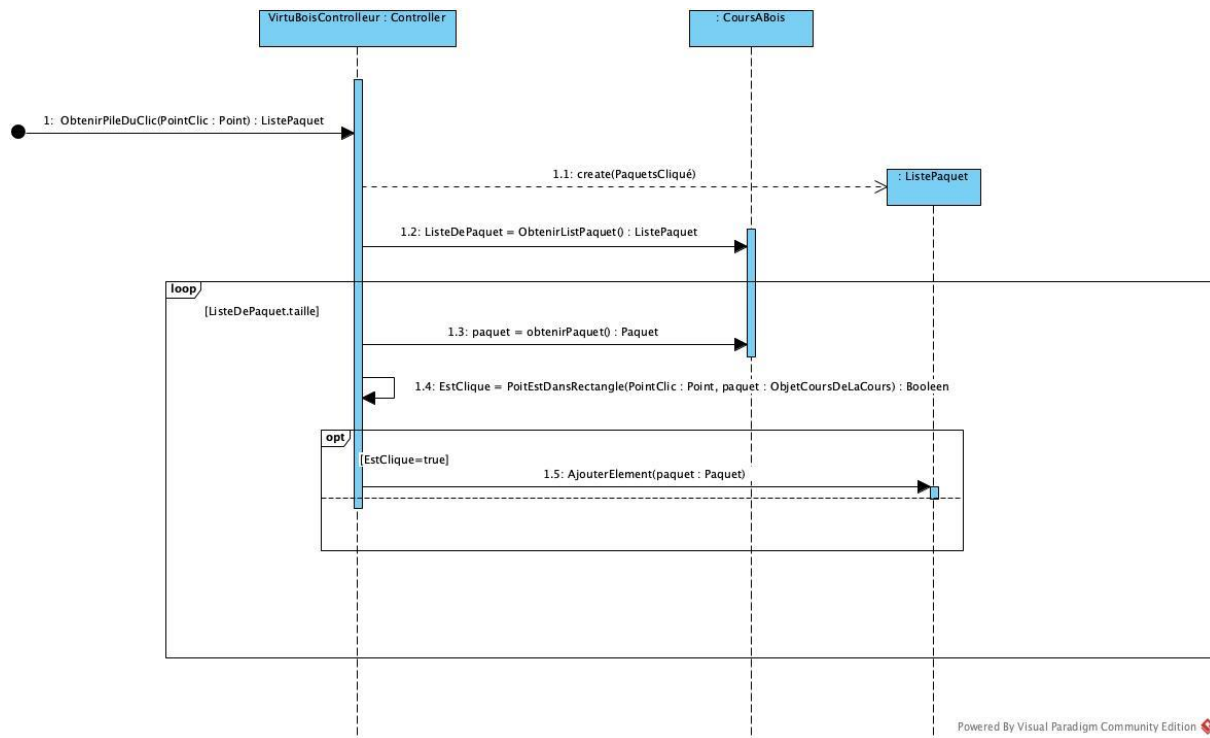 VirtuBoisControlleur : Controller
: CoursABois
1: ObtenirPileDuClic(PointClic : Point) : ListePaquet
1.1: create(PaquetsCliqué)
: ListePaquet
1.2: ListeDePaquet = ObtenirListPaquet() : ListePaquet
loop
[ListeDePaquet.taille]
1.3: paquet = obtenirPaquet() : Paquet
1.4: EstClique = PoitEstDansRectangle(PointClic : Point, paquet : ObjetCoursDeLaCours) : Booleen
opt
[EstClique=true]
1.5: AjouterElement(paquet : Paquet)
Powered By Visual Paradigm Community Edition